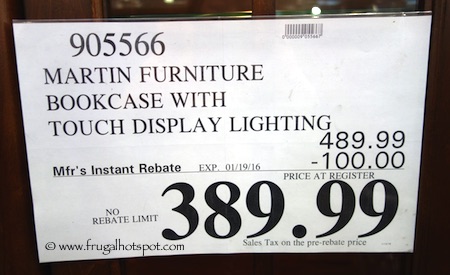 905566
MARTIN FURNITURE
BOOKCASE WITH
TOUCH DISPLAY LIGHTING
489.99
Mfr's Instant Rebate EXP. 01/19/16 -100.00
PRICE AT REGISTER
NO
REBATE LIMIT
389.99
Sales Tax on the pre-rebate price
© www.frugalhotspot.com